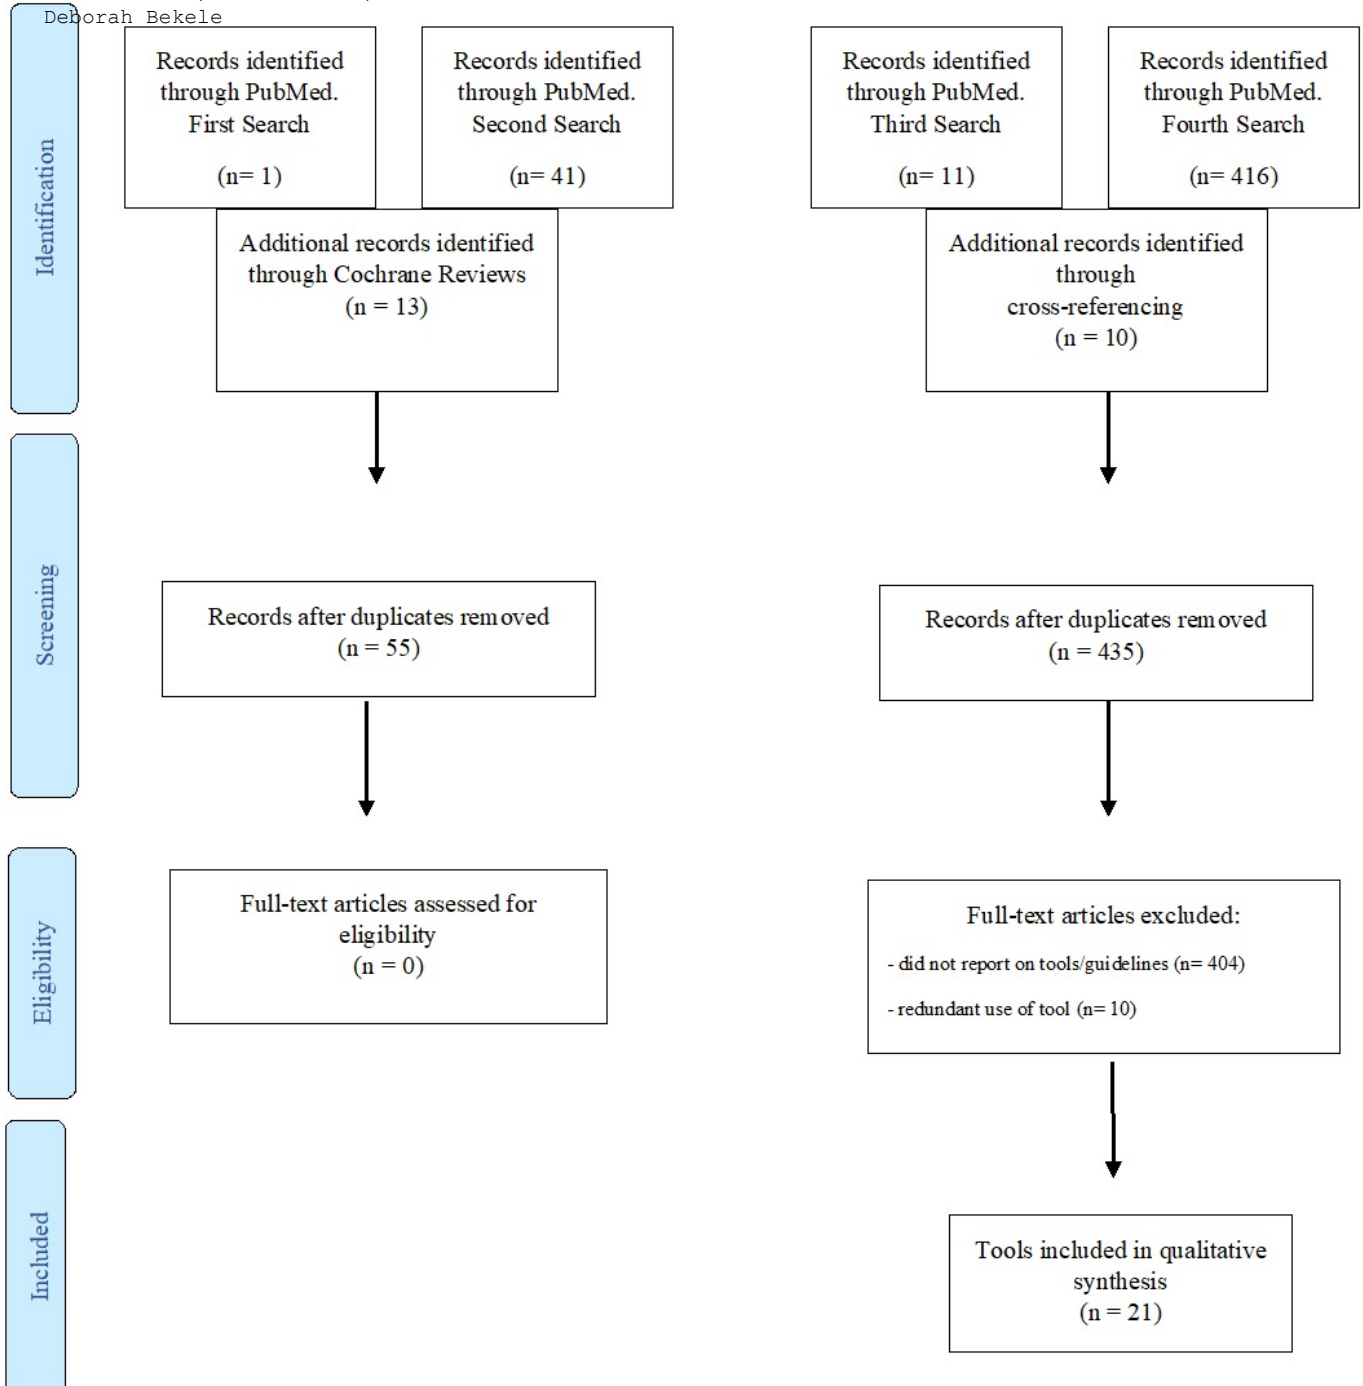 Deborah Bekele
Identification
Records identified
through PubMed.
First Search
(n= 1)
Records identified
through PubMed.
Second Search
(n= 41)
Records identified
through PubMed.
Third Search
(n= 11)
Records identified
through PubMed.
Fourth Search
(n= 416)
Additional records identified
through Cochrane Reviews
(n = 13)
Additional records identified
through
cross-referencing
(n = 10)
Screening
Records after duplicates removed
(n = 55)
Records after duplicates removed
(n = 435)
Eligibility
Full-text articles assessed for
eligibility
(n = 0)
Full-text articles excluded:
- did not report on tools/guidelines (n= 404)
- redundant use of tool (n= 10)
Included
Tools included in qualitative
synthesis
(n = 21)